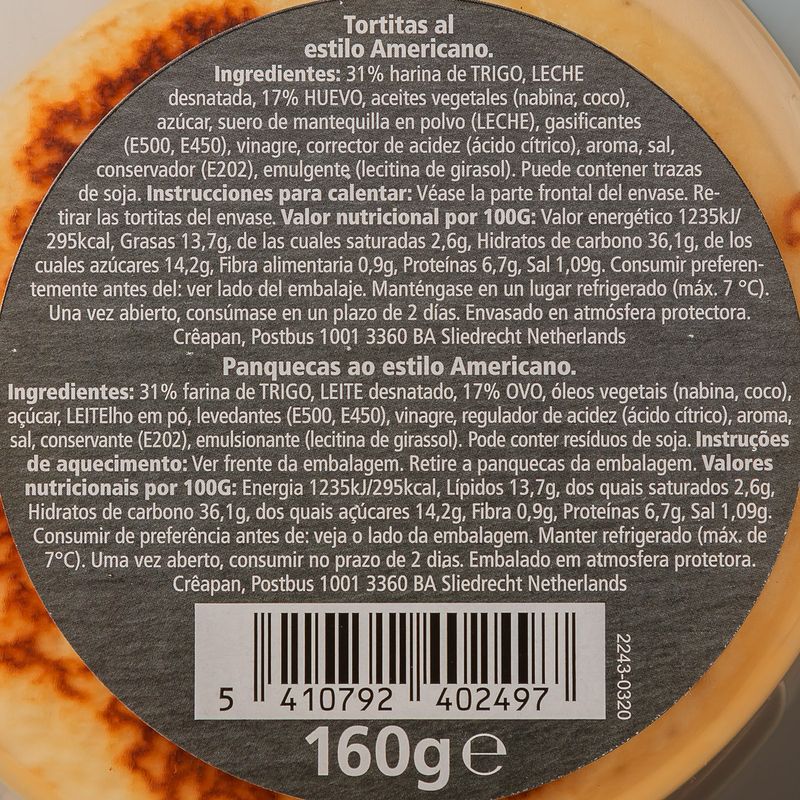 Tortitas al
estilo Americano.
Ingredientes: 31% harina de TRIGO, LECHE
desnatada, 17% HUEVO, aceites vegetales (nabina, coco),
azúcar, suero de mantequilla en polvo (LECHE), gasificantes
(E500, E450), vinagre, corrector de acidez (ácido cítrico), aroma, sal,
conservador (E202), emulgente (lecitina de girasol). Puede contener trazas
de soja. Instrucciones para calentar: Véase la parte frontal del envase. Re-
tirar las tortitas del envase. Valor nutricional por 100G: Valor energético 1235kJ/
295kcal, Grasas 13,7g, de las cuales saturadas 2,6g, Hidratos de carbono 36,1g, de los
cuales azúcares 14,2g, Fibra alimentaria 0,9g, Proteínas 6,7g, Sal 1,09g. Consumir preferen-
temente antes del: ver lado del embalaje. Manténgase en un lugar refrigerado (máx. 7 °C).
Una vez abierto, consúmase en un plazo de 2 días. Envasado en atmósfera protectora.
Crêapan, Postbus 1001 3360 BA Sliedrecht Netherlands
Panquecas ao estilo Americano.
Ingredientes: 31% farina de TRIGO, LEITE desnatado, 17% OVO, óleos vegetais (nabina, coco),
açúcar, LEITElho em pó, levedantes (E500, E450), vinagre, regulador de acidez (ácido cítrico), aroma,
sal, conservante (E202), emulsionante (lecitina de girassol). Pode conter resíduos de soja. Instruções
de aquecimento: Ver frente da embalagem. Retire a panquecas da embalagem. Valores
nutricionais por 100G: Energia 1235kJ/295kcal, Lípidos 13,7g, dos quais saturados 2,6g,
Hidratos de carbono 36,1g, dos quais açúcares 14,2g, Fibra 0,9g, Proteínas 6,7g, Sal 1,09g.
Consumir de preferência antes de: veja o lado da embalagem. Manter refrigerado (máx. de
7°C). Uma vez aberto, consumir no prazo de 2 dias. Embalado em atmosfera protetora.
Crêapan, Postbus 1001 3360 BA Sliedrecht Netherlands
5 410792 402497
2243-0320
160g e